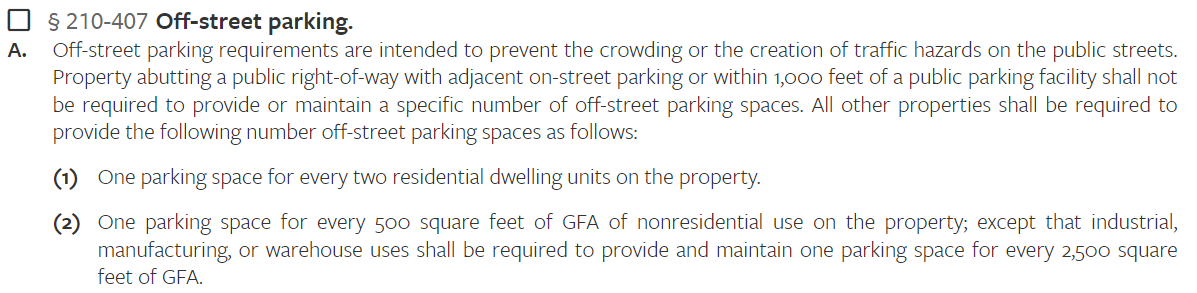 § 210-407 Off-street parking.
A. Off-street parking requirements are intended to prevent the crowding or the creation of traffic hazards on the public streets.
Property abutting a public right-of-way with adjacent on-street parking or within 1,000 feet of a public parking facility shall not
be required to provide or maintain a specific number of off-street parking spaces. All other properties shall be required to
provide the following number off-street parking spaces as follows:
(1) One parking space for every two residential dwelling units on the property.
(2) One parking space for every 500 square feet of GFA of nonresidential use on the property; except that industrial,
manufacturing, or warehouse uses shall be required to provide and maintain one parking space for every 2,500 square
feet of GFA.